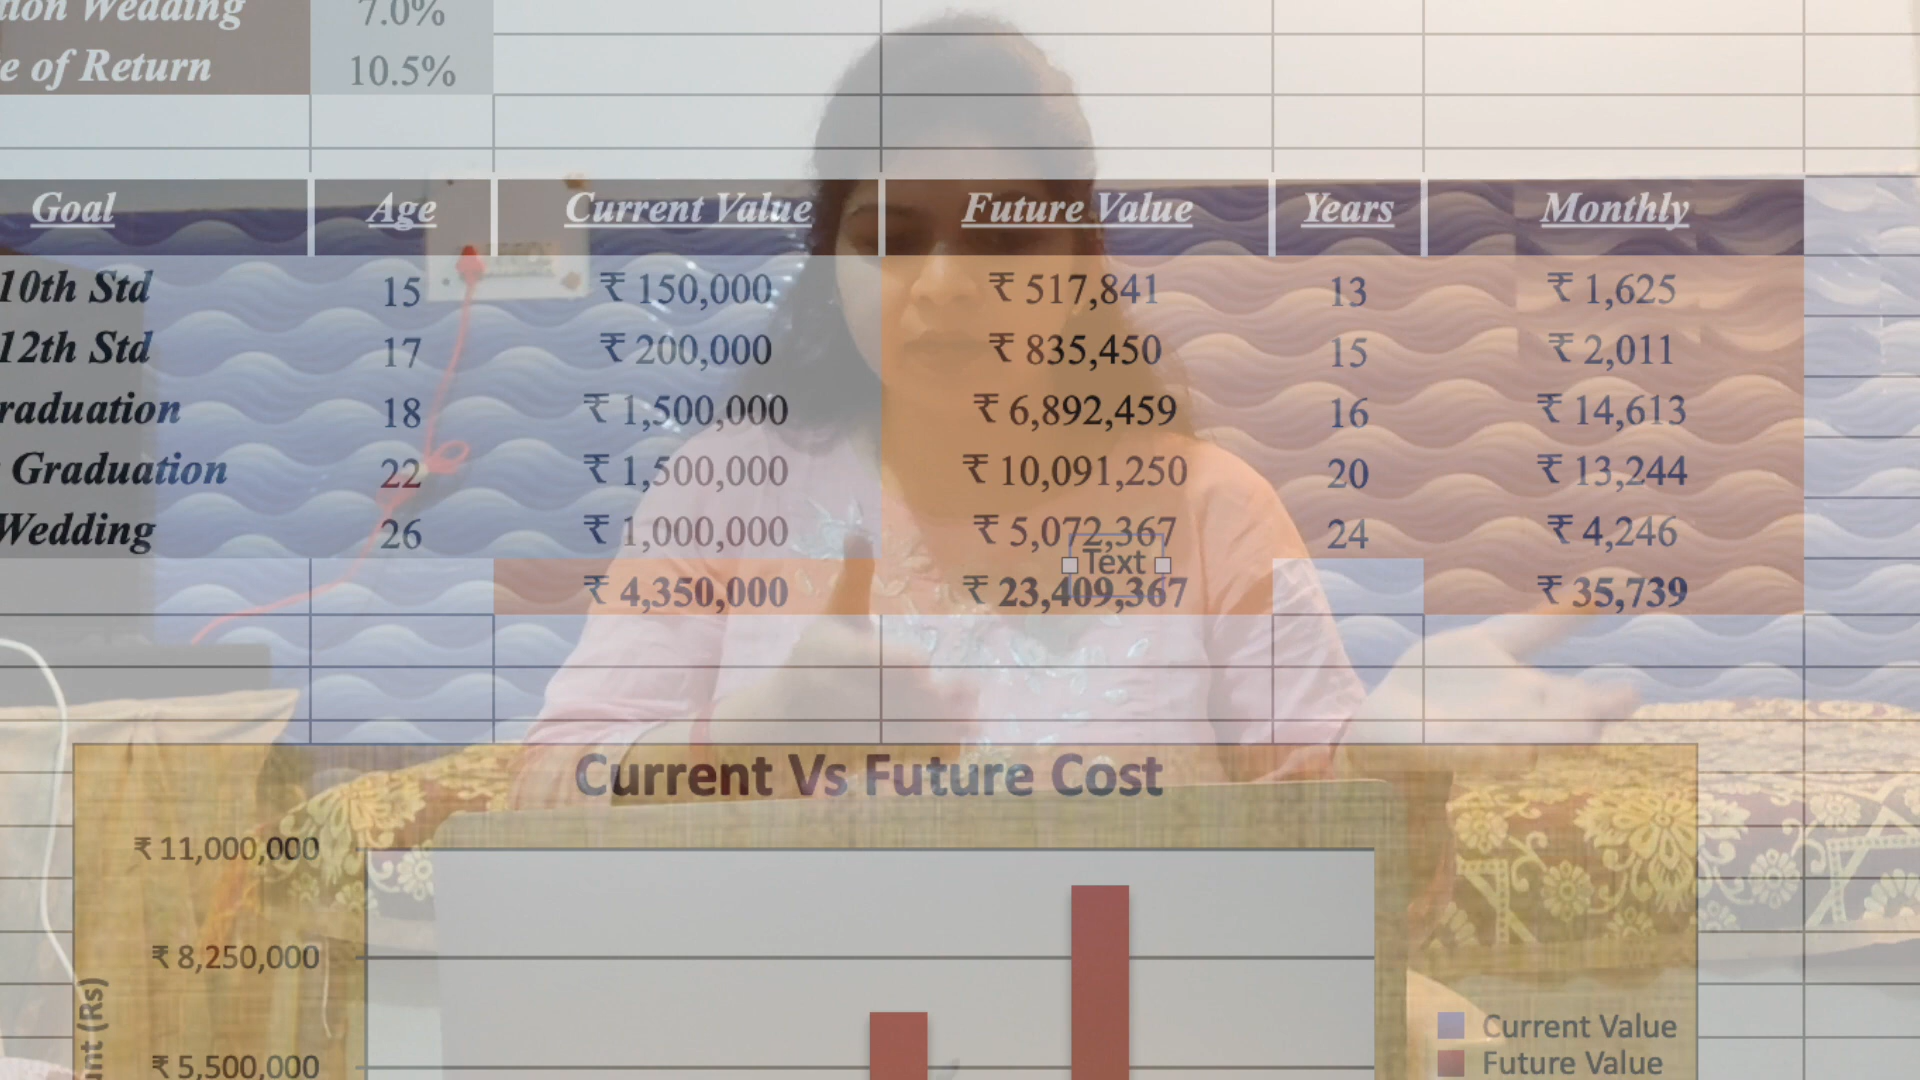 tion Wedding 7.0%
e of Return 10.5%
Goal Age Current Value Future Value Years Monthly
10th Std 15 ₹ 150,000 ₹ 517,841 13 ₹ 1,625
12th Std 17 ₹ 200,000 ₹ 835,450 15 ₹ 2,011
raduation 18 ₹ 1,500,000 ₹ 6,892,459 16 ₹ 14,613
Graduation 22 ₹ 1,500,000 ₹ 10,091,250 20 ₹ 13,244
Wedding 26 ₹ 1,000,000 ₹ 5,072,367 24 ₹ 4,246
Text
₹ 4,350,000 ₹ 23,409,367 ₹ 35,739
Current Vs Future Cost
₹ 11,000,000
₹ 8,250,000
₹ 5,500,000
unt (Rs)
Current Value
Future Value